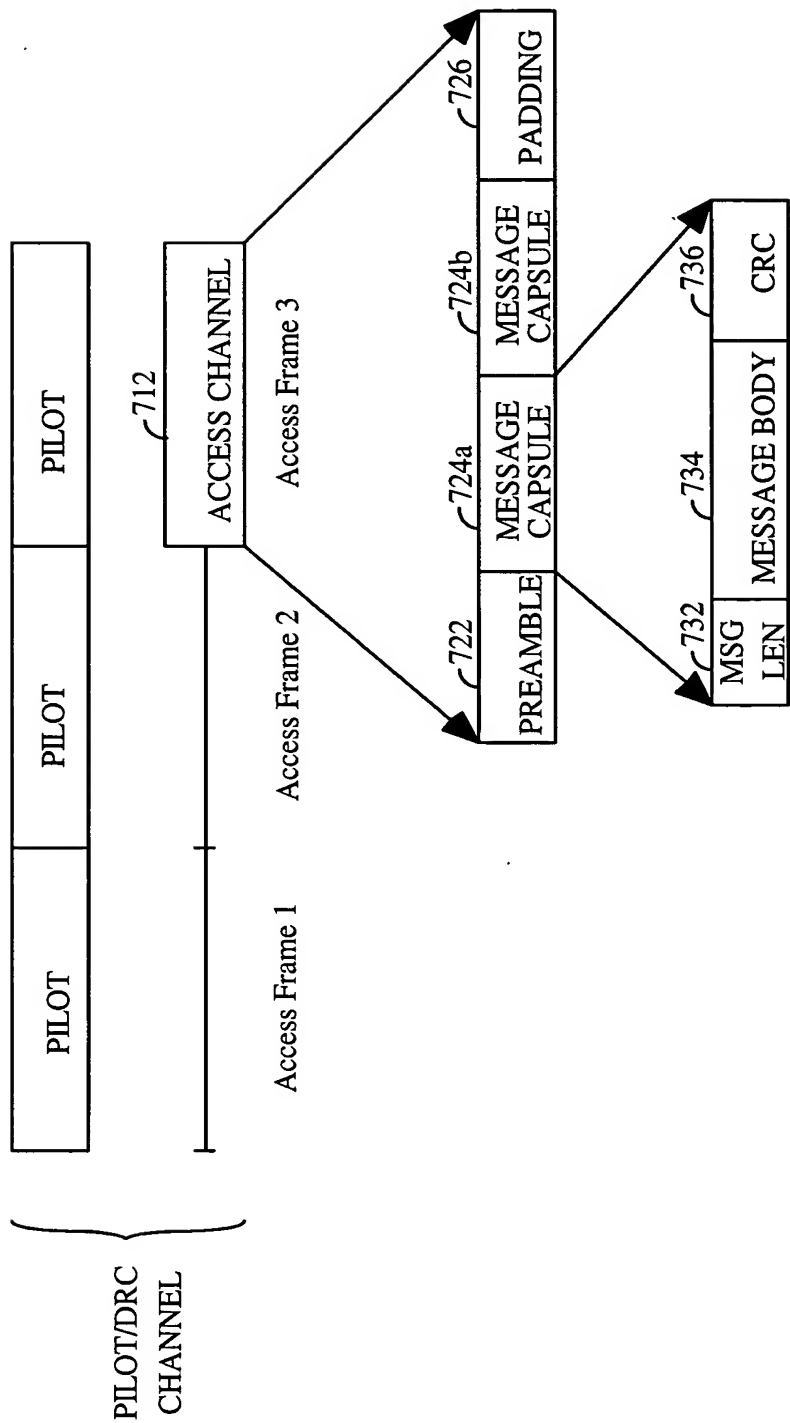 PILOT/DRC
CHANNEL
PILOT
PILOT
PILOT
712
ACCESS CHANNEL
Access Frame 1
Access Frame 2
Access Frame 3
722
724a
724b
726
PREAMBLE
MESSAGE
CAPSULE
MESSAGE
CAPSULE
PADDING
732
734
736
MSG
LEN
MESSAGE BODY
CRC